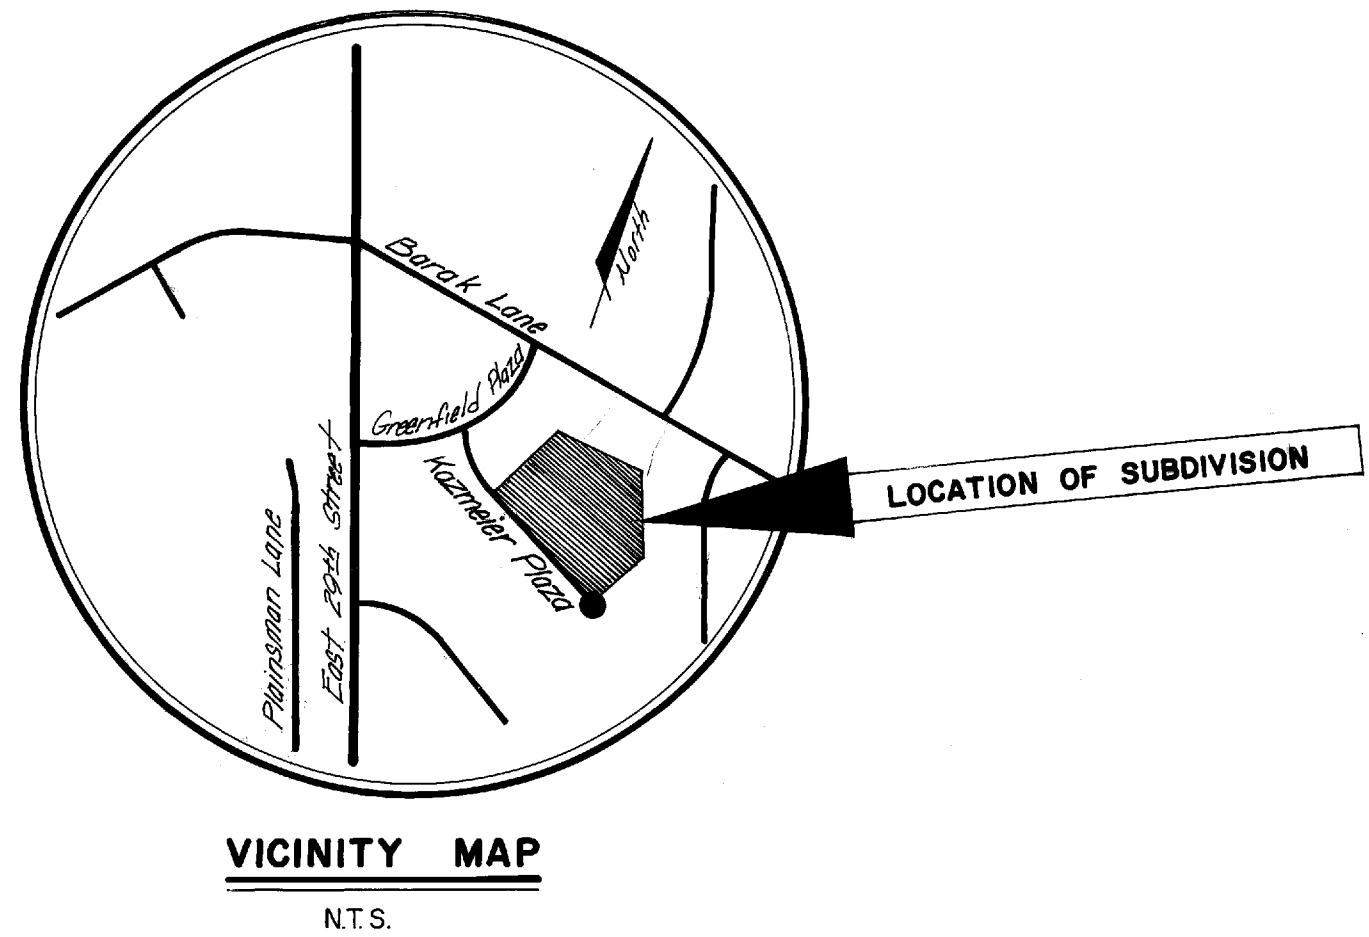 North
Barak Lane
Greenfield Plaza
Kazmeier Plaza
East 29th Street
Plainsman Lane
LOCATION OF SUBDIVISION
VICINITY MAP
N.T.S.